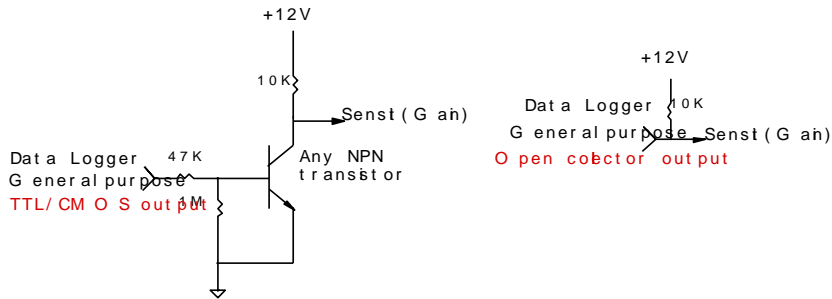 +12V
10K
Senst(Gain)
Data Logger
General purpose
TTL/CMOS output
47K
1M
Any NPN
transistor
+12V
10K
Data Logger
General purpose
Open colector output
Senst(Gain)